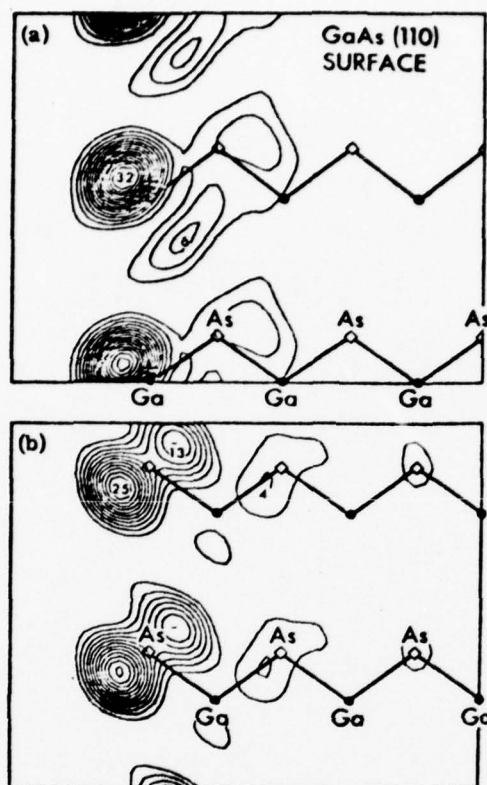 (a)
GaAs (110)
SURFACE
32
6
As As As
Ga Ga Ga
(b)
13
25
4
As As As
Ga Ga Ga